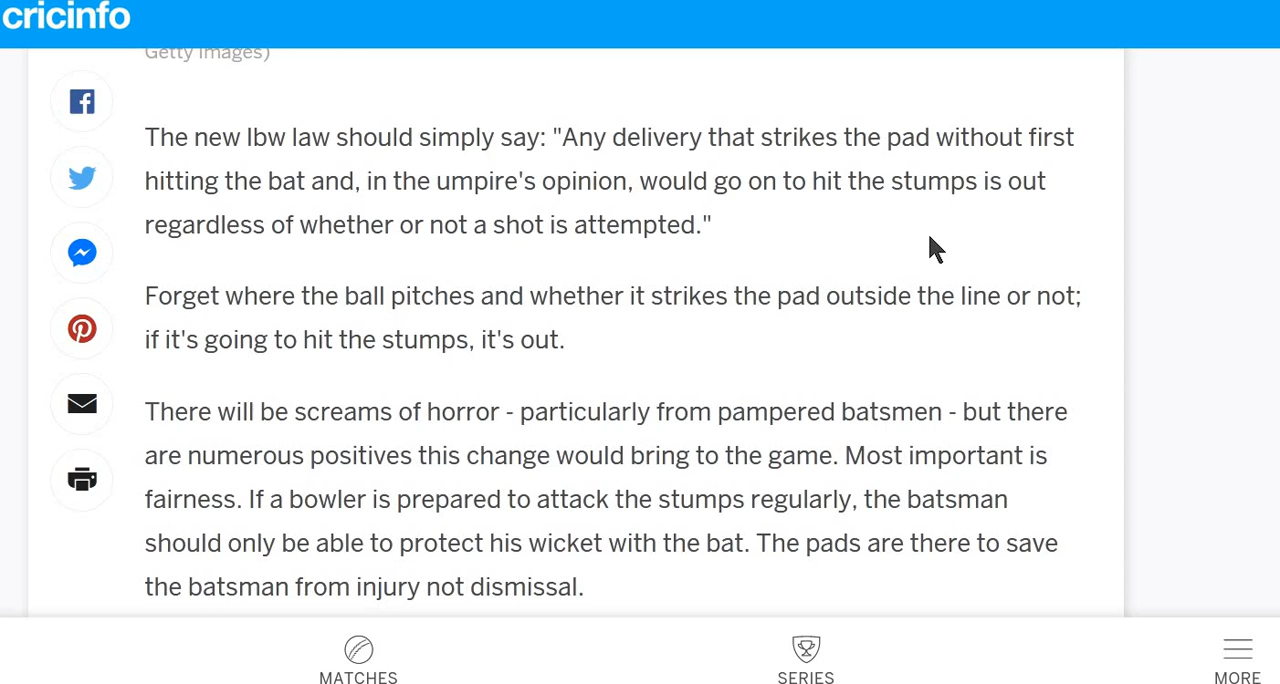 cricinfo
Getty Images)
The new lbw law should simply say: "Any delivery that strikes the pad without first
hitting the bat and, in the umpire's opinion, would go on to hit the stumps is out
regardless of whether or not a shot is attempted."
Forget where the ball pitches and whether it strikes the pad outside the line or not;
if it's going to hit the stumps, it's out.
There will be screams of horror - particularly from pampered batsmen - but there
are numerous positives this change would bring to the game. Most important is
fairness. If a bowler is prepared to attack the stumps regularly, the batsman
should only be able to protect his wicket with the bat. The pads are there to save
the batsman from injury not dismissal.
MATCHES
SERIES
MORE